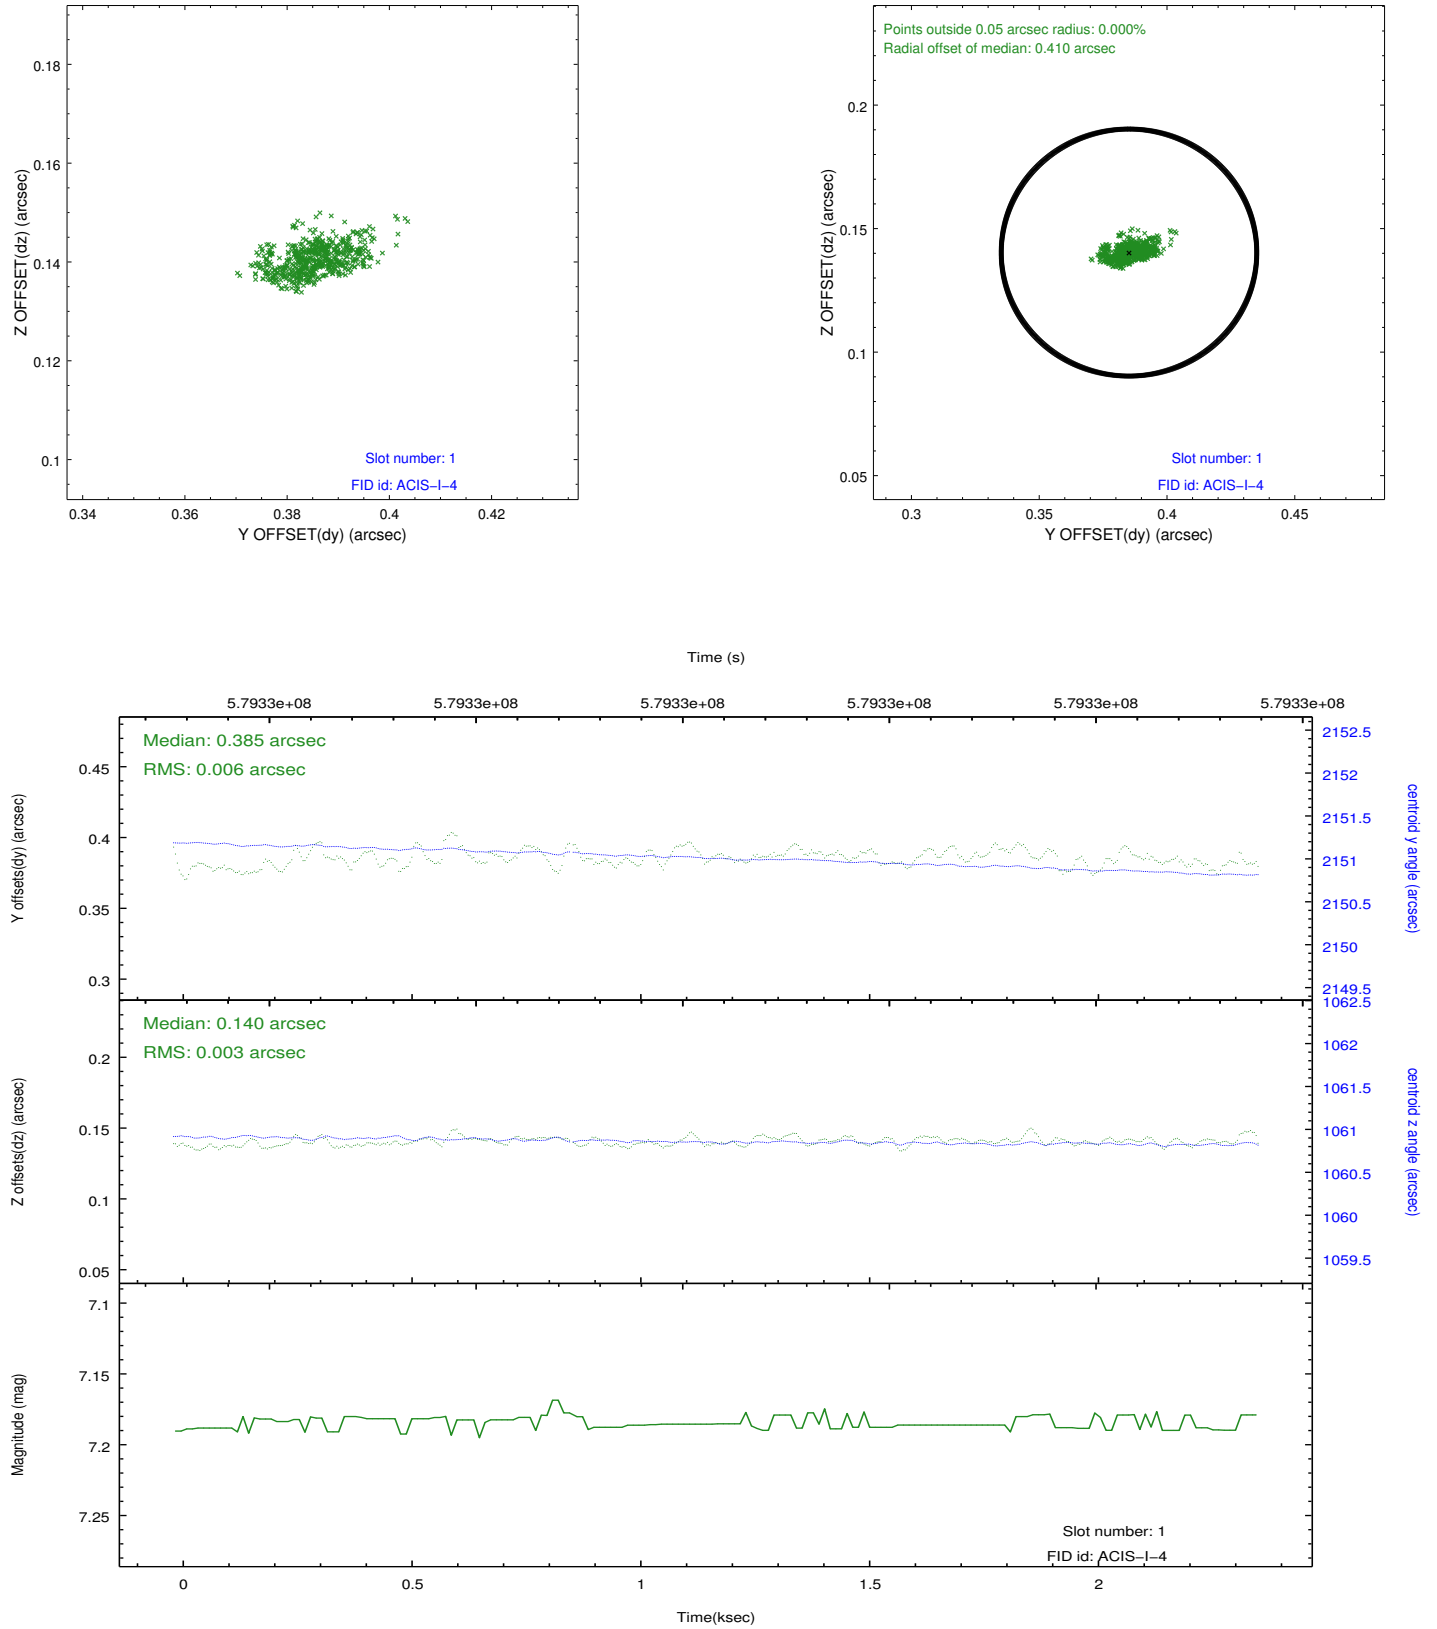 0.18
0.16
0.14
0.12
0.1
Z OFFSET(dz) (arcsec)
Slot number: 1
FID id: ACIS−I−4
0.34
0.36
0.38
0.4
0.42
Y OFFSET(dy) (arcsec)
Points outside 0.05 arcsec radius: 0.000%
Radial offset of median: 0.410 arcsec
0.2
0.15
0.1
0.05
Z OFFSET(dz) (arcsec)
Slot number: 1
FID id: ACIS−I−4
0.3
0.35
0.4
0.45
Y OFFSET(dy) (arcsec)
Time (s)
5.7933e+08
5.7933e+08
5.7933e+08
5.7933e+08
5.7933e+08
5.7933e+08
Median: 0.385 arcsec
RMS: 0.006 arcsec
0.45
0.4
0.35
0.3
Y offsets(dy) (arcsec)
2152.5
2152
2151.5
2151
2150.5
2150
2149.5
centroid y angle (arcsec)
Median: 0.140 arcsec
RMS: 0.003 arcsec
0.2
0.15
0.1
0.05
Z offsets(dz) (arcsec)
1062.5
1062
1061.5
1061
1060.5
1060
1059.5
centroid z angle (arcsec)
7.1
7.15
7.2
7.25
Magnitude (mag)
Slot number: 1
FID id: ACIS−I−4
0
0.5
1
1.5
2
Time(ksec)